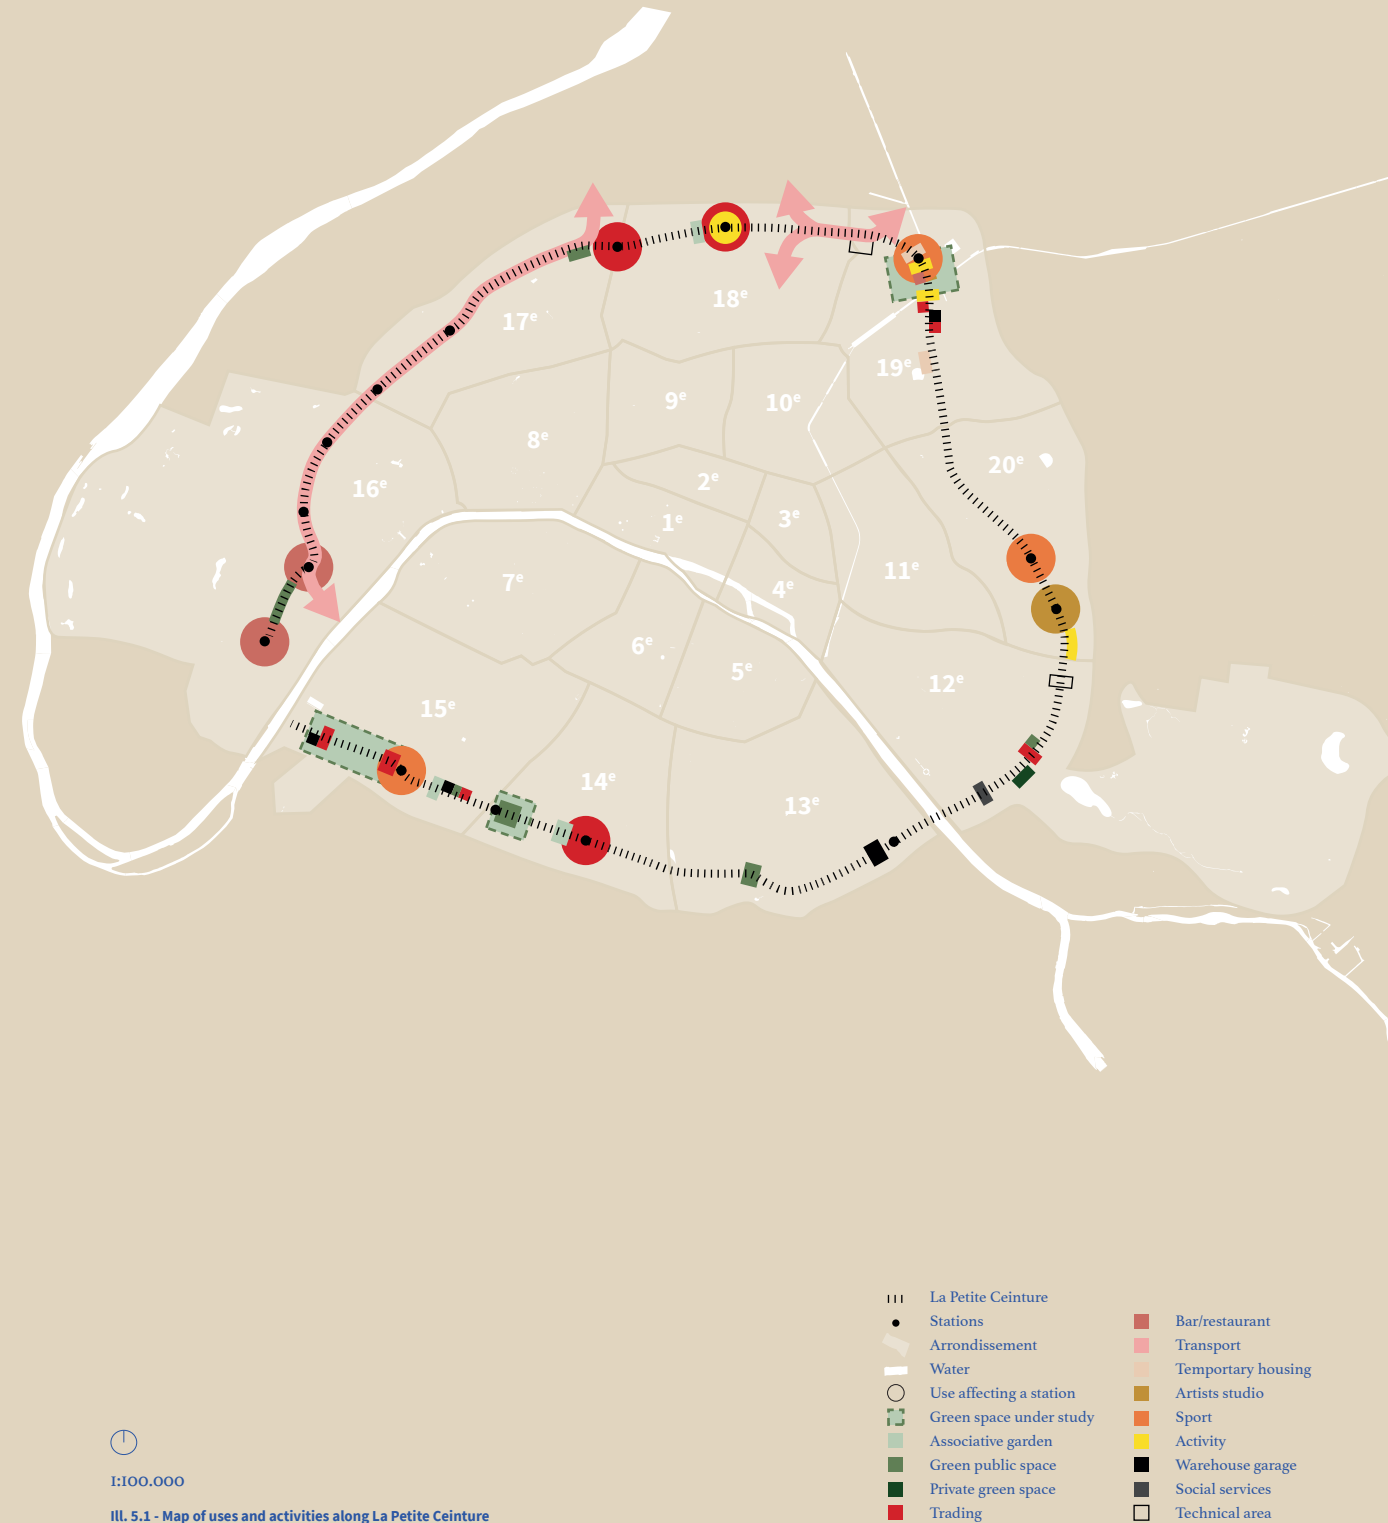 17e
18e
19e
9e
10e
8e
20e
16e
2e
1e
3e
7e
11e
4e
6e
5e
12e
15e
14e
13e
La Petite Ceinture
Stations
Arrondissement
Water
Use affecting a station
Green space under study
Associative garden
Green public space
Private green space
Trading
Bar/restaurant
Transport
Temportary housing
Artists studio
Sport
Activity
Warehouse garage
Social services
Technical area
1:100.000
Ill. 5.1 - Map of uses and activities along La Petite Ceinture